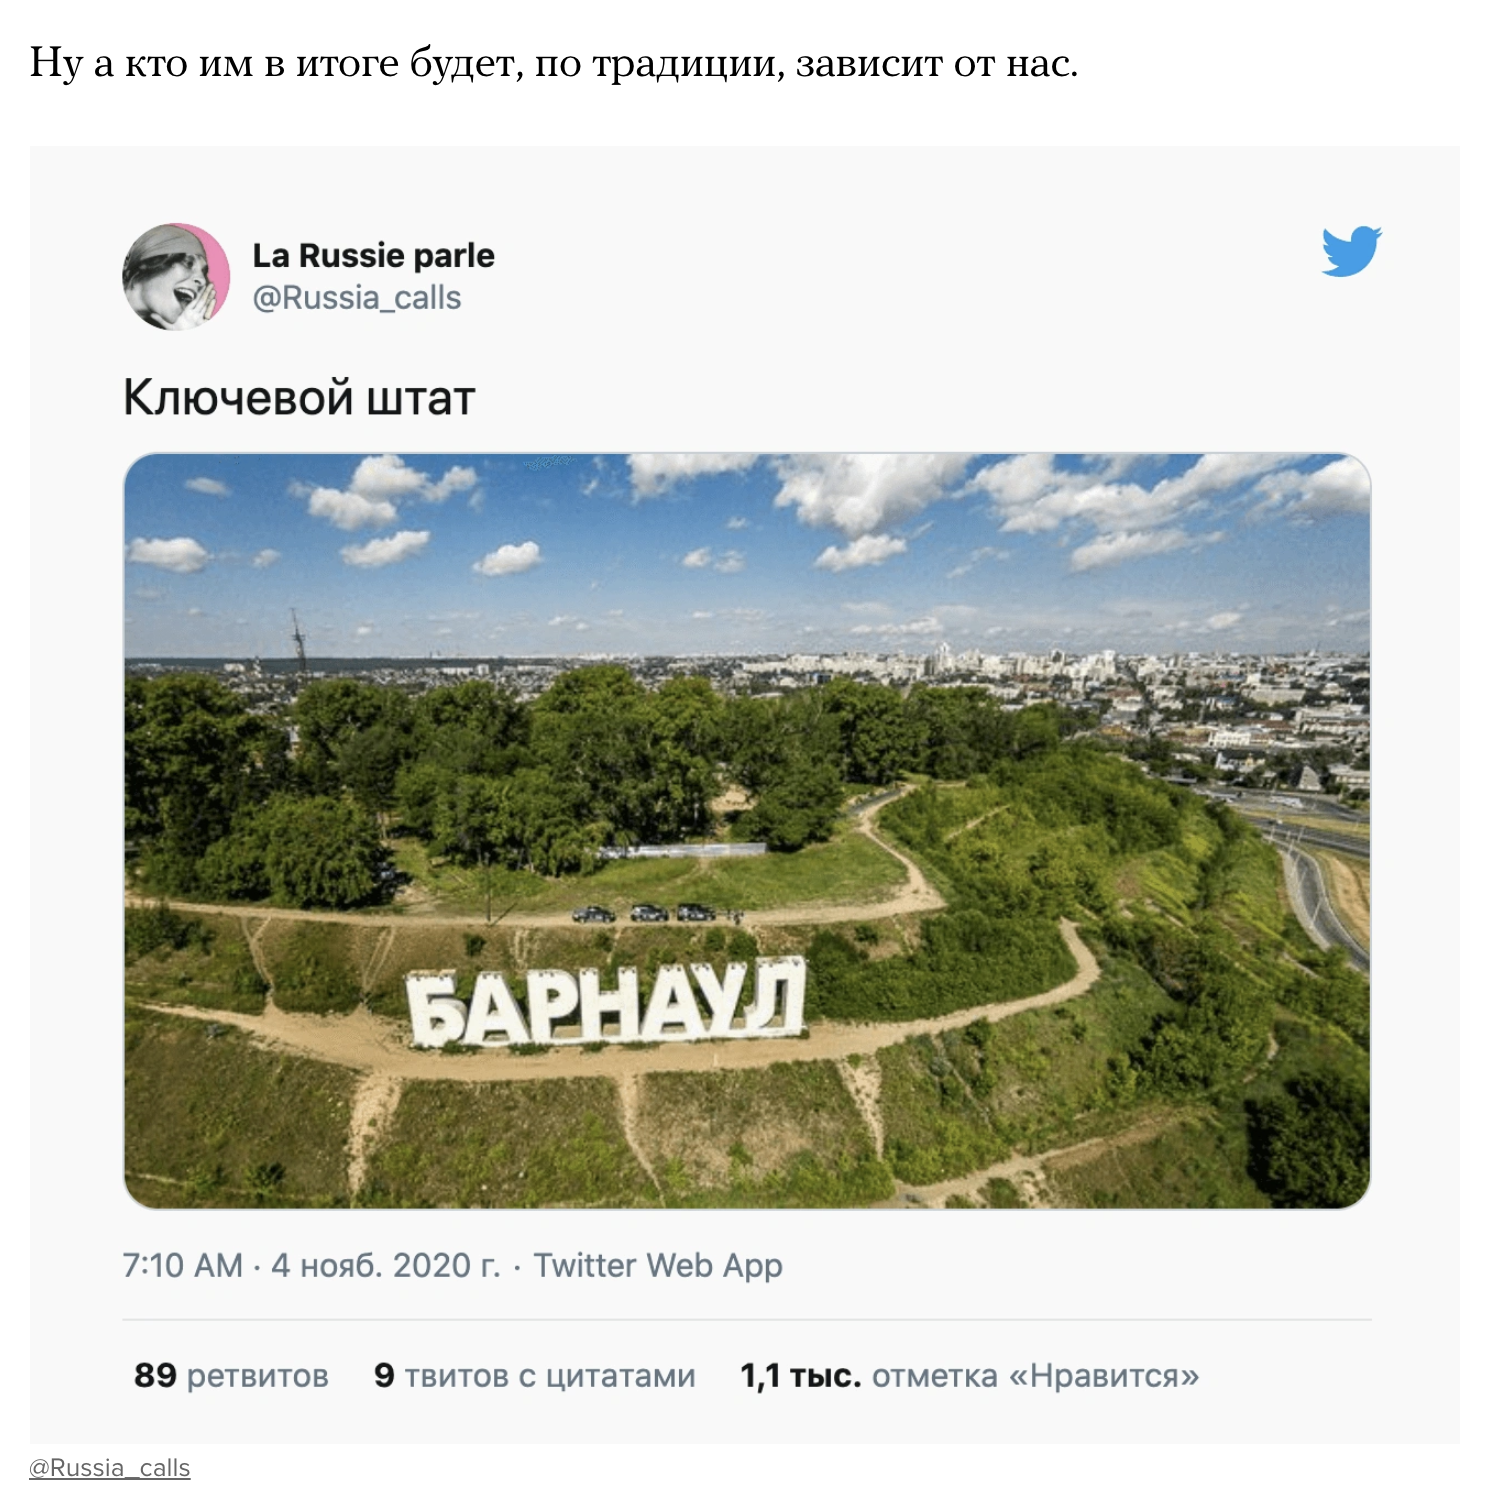 Ну а кто им в итоге будет, по традиции, зависит от нас.
La Russie parle
@Russia_calls
Ключевой штат
БАРНАУЛ
7:10 AM · 4 нояб. 2020 г. · Twitter Web App
89 ретвитов 9 твитов с цитатами 1,1 тыс. отметка «Нравится»
@Russia_calls